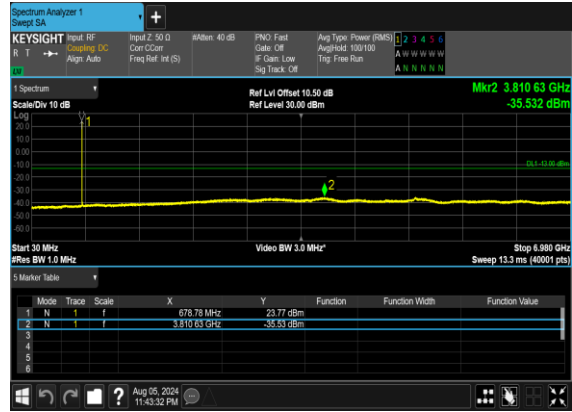 Spectrum Analyzer 1
Swept SA
+
KEYSIGHT Input: RF Input Z: 50 Ω #Atten: 40 dB PNO: Fast Avg Type: Power (RMS) 1 2 3 4 5 6
R T Coupling: DC Corr CCorr Gate: Off Avg|Hold: 100/100 A W W W W W
Align: Auto Freq Ref: Int (S) IF Gain: Low Trig: Free Run
Sig Track: Off A N N N N N
1 Spectrum Ref Lvl Offset 10.50 dB Mkr2 3.810 63 GHz
Scale/Div 10 dB Ref Level 30.00 dBm -35.532 dBm
Log
1
20.0
10.0
0.00
-10.0 DL1 -13.00 dBm
-20.0
-30.0 2
-40.0
-50.0
-60.0
Start 30 MHz Video BW 3.0 MHz* Stop 6.980 GHz
#Res BW 1.0 MHz Sweep 13.3 ms (40001 pts)
5 Marker Table
Mode Trace Scale X Y Function Function Width Function Value
1 N 1 f 678.78 MHz 23.77 dBm
2 N 1 f 3.810 63 GHz -35.53 dBm
3
4
5
6
? Aug 05, 2024
11:43:32 PM